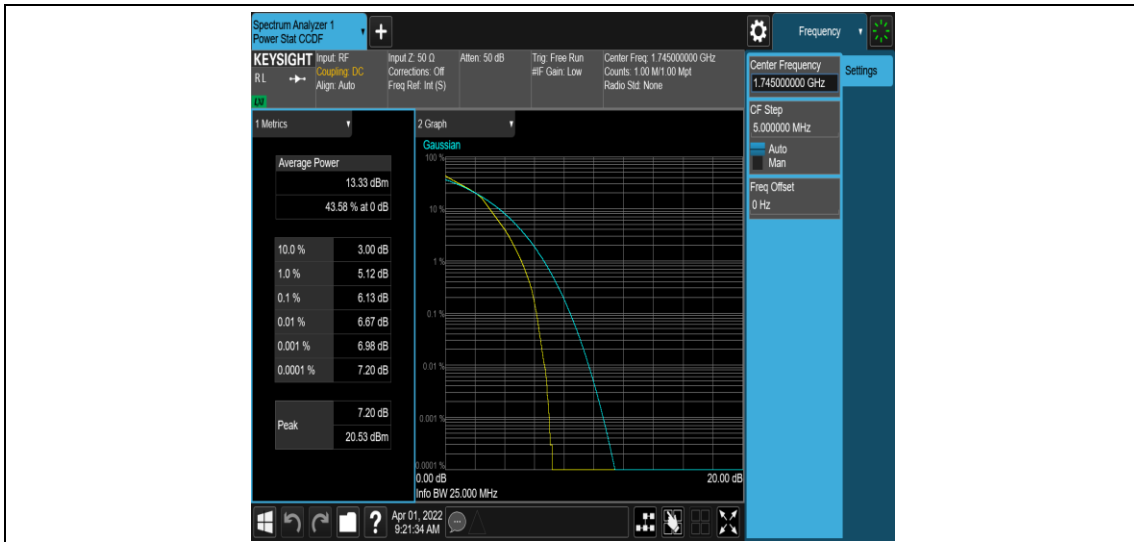 Spectrum Analyzer 1
Power Stat CCDF
+
Frequency
KEYSIGHT
RL
LXI
Input: RF
Coupling: DC
Align: Auto
Input Z: 50 Ω
Corrections: Off
Freq Ref: Int (S)
Atten: 50 dB
Trig: Free Run
#IF Gain: Low
Center Freq: 1.745000000 GHz
Counts: 1.00 M/1.00 Mpt
Radio Std: None
Center Frequency
1.745000000 GHz
Settings
CF Step
5.000000 MHz
Auto
Man
Freq Offset
0 Hz
1 Metrics
Average Power
13.33 dBm
43.58 % at 0 dB
10.0 % 3.00 dB
1.0 % 5.12 dB
0.1 % 6.13 dB
0.01 % 6.67 dB
0.001 % 6.98 dB
0.0001 % 7.20 dB
Peak
7.20 dB
20.53 dBm
2 Graph
Gaussian
100 %
10 %
1 %
0.1 %
0.01 %
0.001 %
0.0001 %
0.00 dB 20.00 dB
Info BW 25.000 MHz
?
Apr 01, 2022
9:21:34 AM